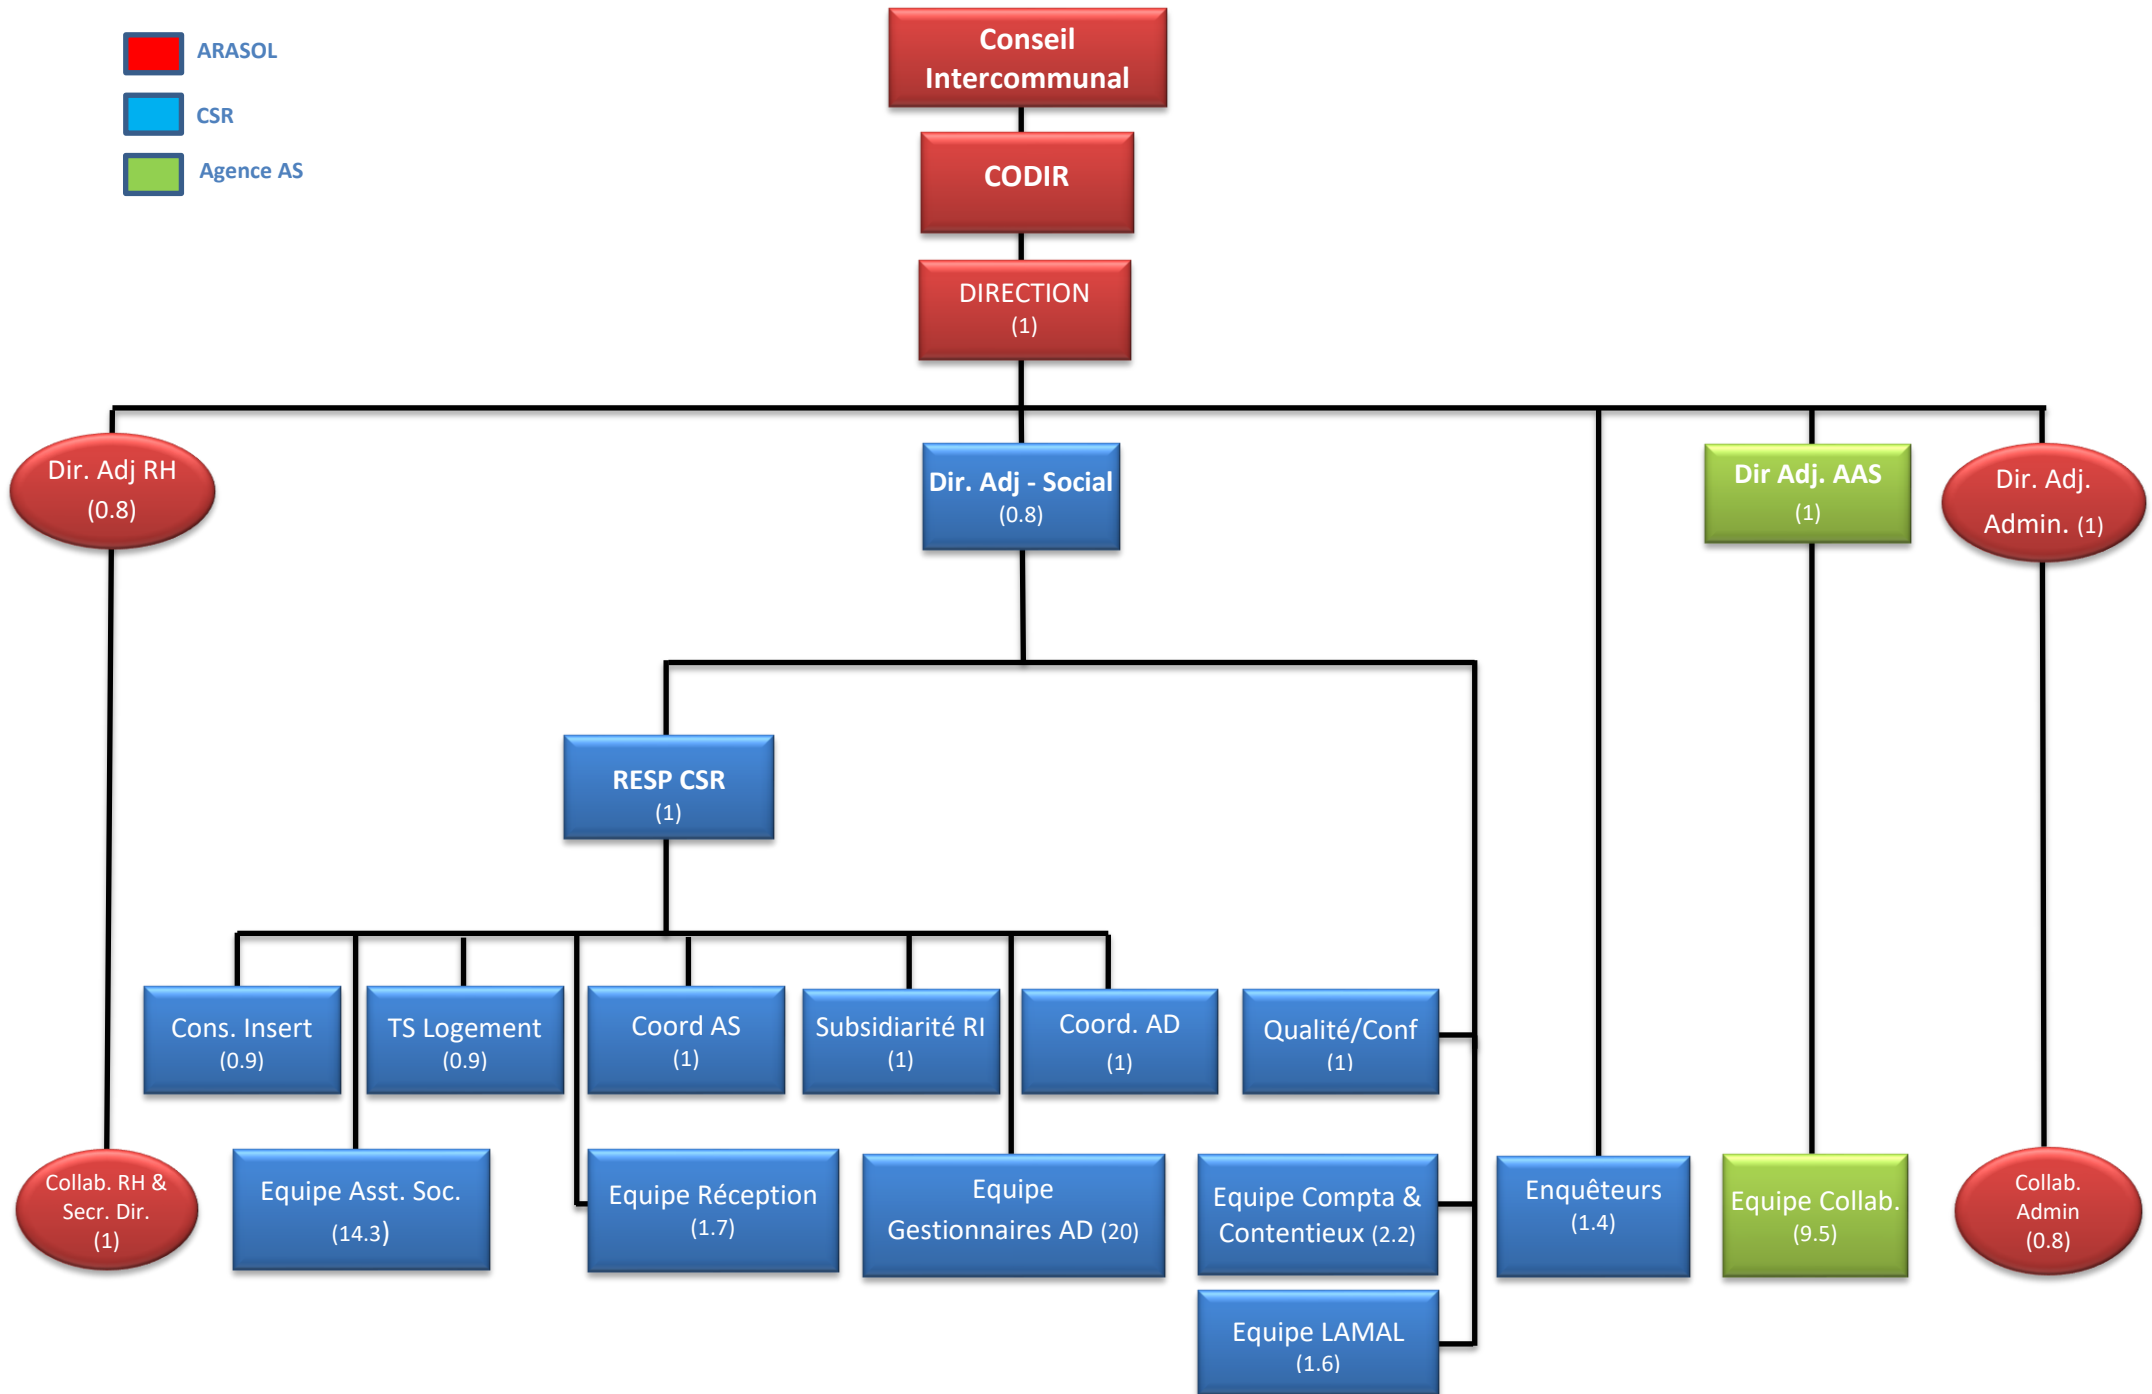 ARASOL
CSR
Agence AS
Conseil
Intercommunal
CODIR
DIRECTION
(1)
Dir. Adj RH
(0.8)
Dir. Adj - Social
(0.8)
Dir Adj. AAS
(1)
Dir. Adj.
Admin. (1)
RESP CSR
(1)
Cons. Insert
(0.9)
TS Logement
(0.9)
Coord AS
(1)
Subsidiarité RI
(1)
Coord. AD
(1)
Qualité/Conf
(1)
Collab. RH &
Secr. Dir.
(1)
Equipe Asst. Soc.
(14.3)
Equipe Réception
(1.7)
Equipe
Gestionnaires AD (20)
Equipe Compta &
Contentieux (2.2)
Enquêteurs
(1.4)
Equipe Collab.
(9.5)
Collab.
Admin
(0.8)
Equipe LAMAL
(1.6)